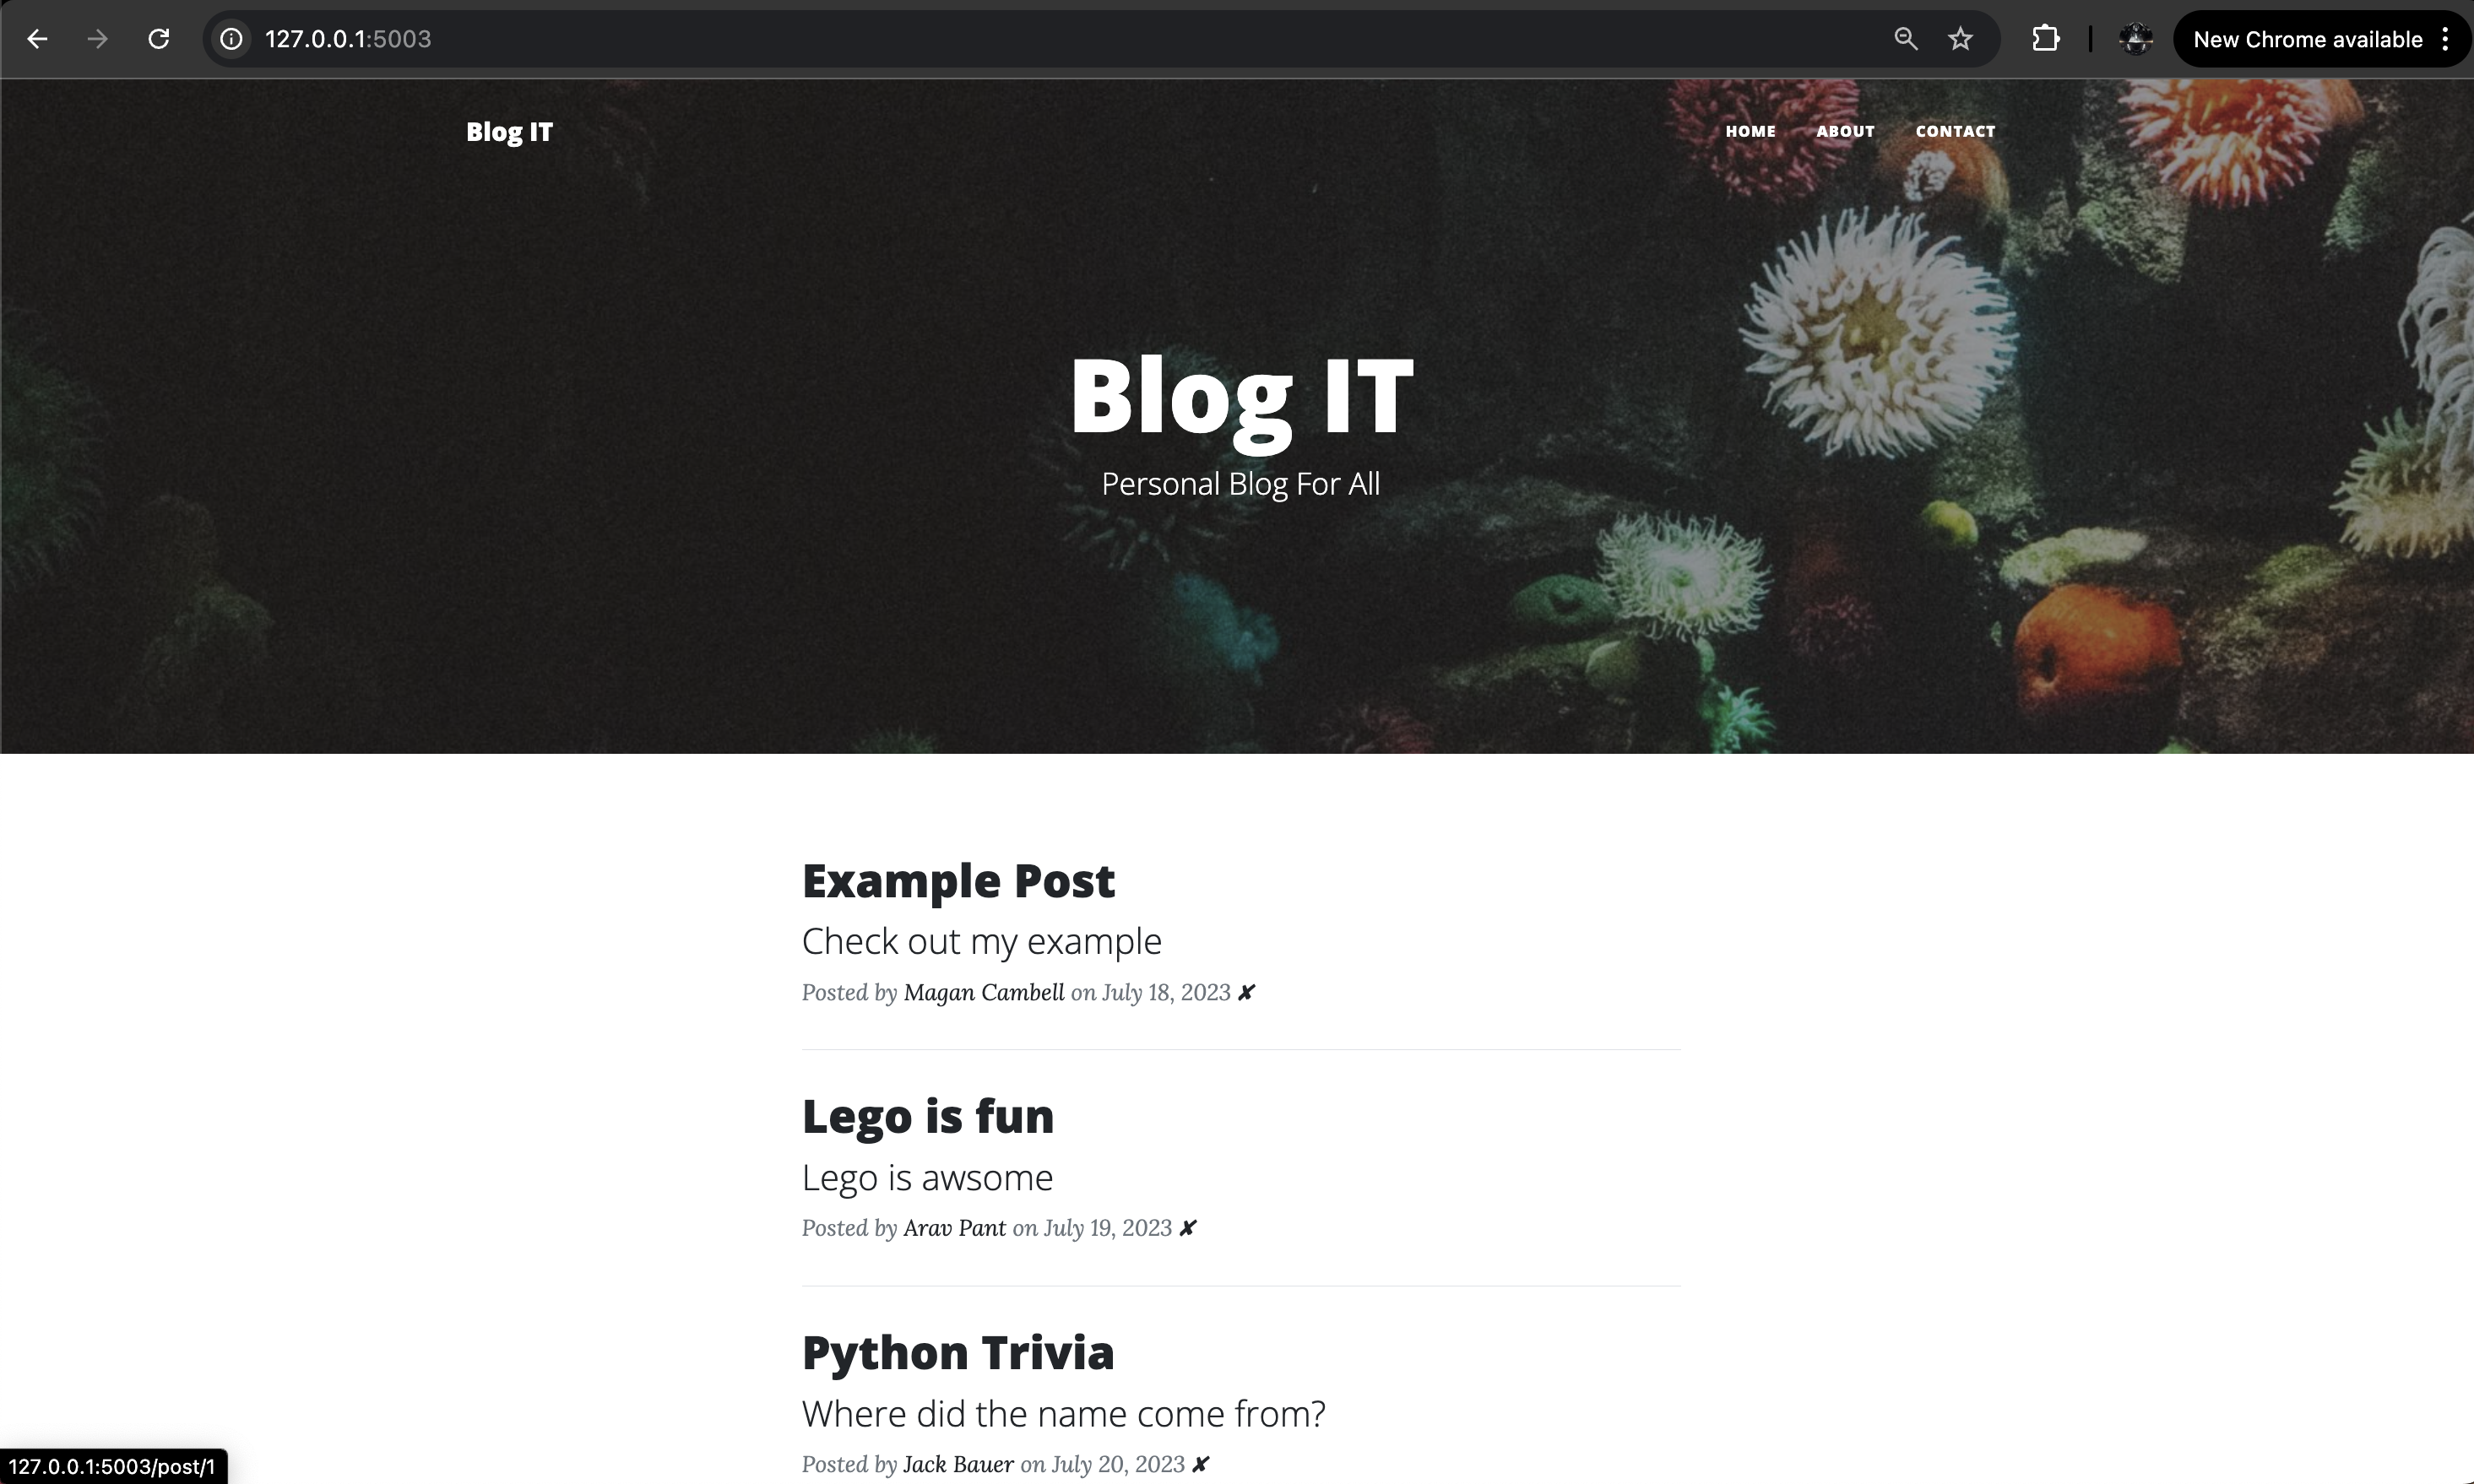 127.0.0.1:5003
New Chrome available
Blog IT
HOME ABOUT CONTACT
Blog IT
Personal Blog For All
Example Post
Check out my example
Posted by Magan Cambell on July 18, 2023 ✘
Lego is fun
Lego is awsome
Posted by Arav Pant on July 19, 2023 ✘
Python Trivia
Where did the name come from?
Posted by Jack Bauer on July 20, 2023 ✘
127.0.0.1:5003/post/1